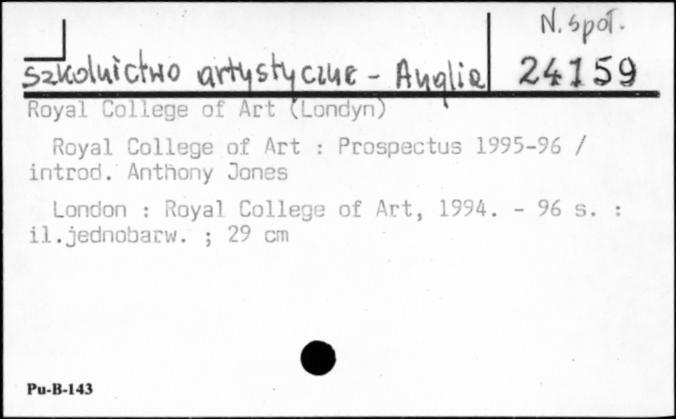 N. społ.
szkolnictwo artystyczne - Anglia
24159
Royal College of Art (Londyn)
Royal College of Art : Prospectus 1995-96 /
introd. Anthony Jones
London : Royal College of Art, 1994. - 96 s. :
il.jednobarw. ; 29 cm
Pu-B-143